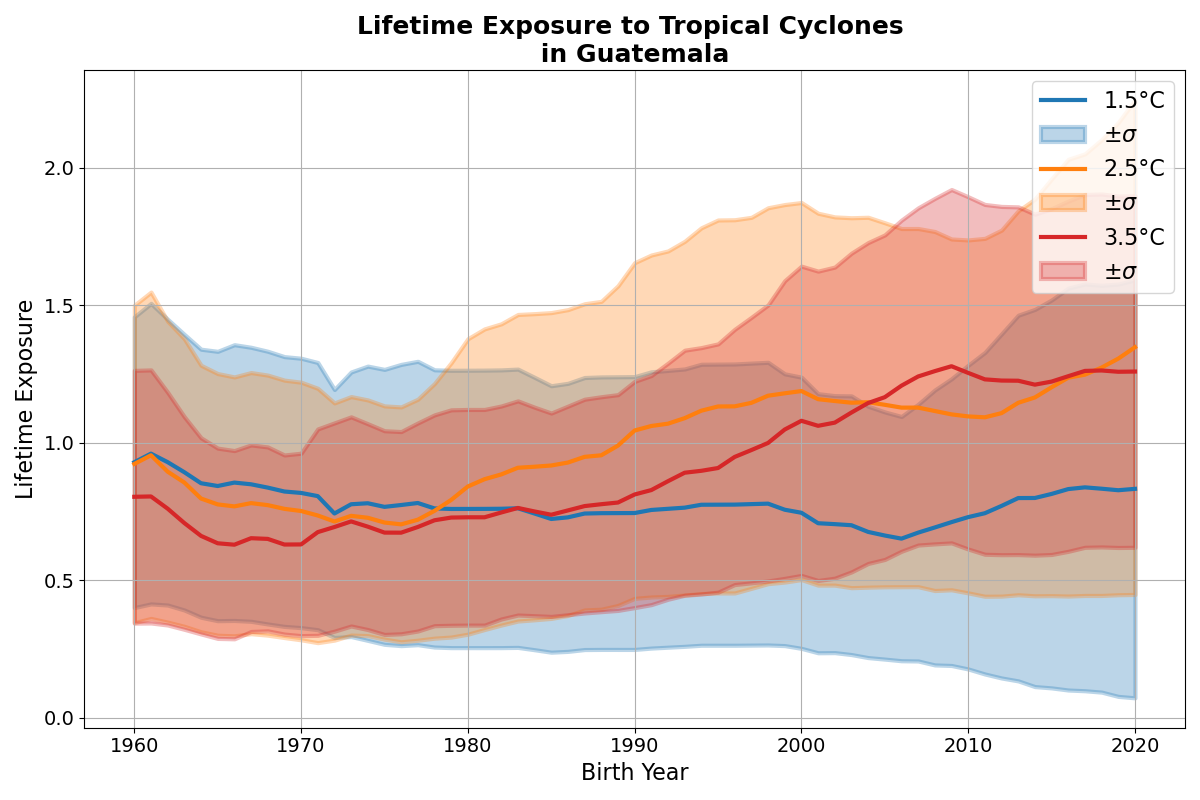 Lifetime Exposure to Tropical Cyclones
in Guatemala
Lifetime Exposure
2.0
1.5
1.0
0.5
0.0
1960
1970
1980
1990
2000
2010
2020
Birth Year
1.5°C
±σ
2.5°C
±σ
3.5°C
±σ